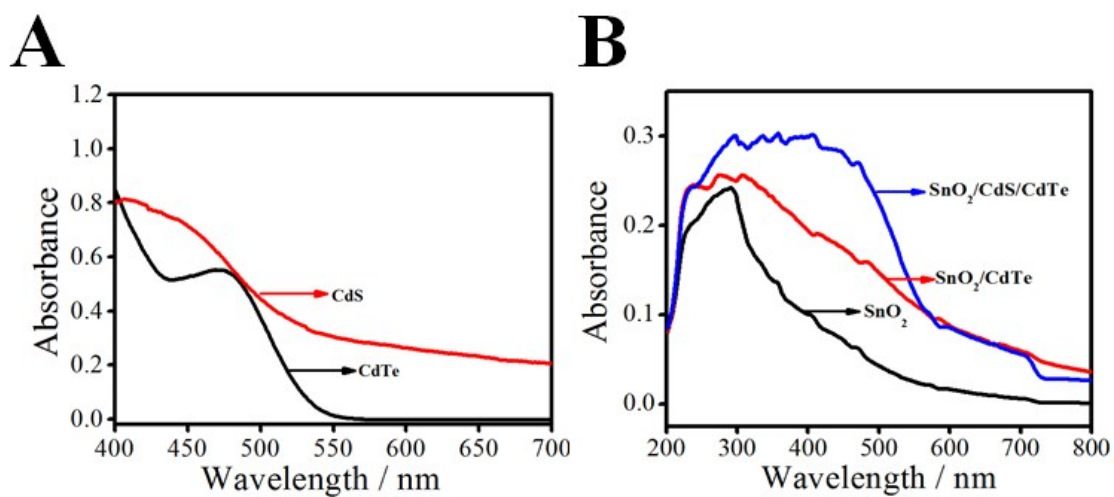 A
B
1.2
1.0
0.8
0.6
0.4
0.2
0.0
Absorbance
CdS
CdTe
400 450 500 550 600 650 700
Wavelength / nm
0.3
0.2
0.1
0.0
Absorbance
SnO₂/CdS/CdTe
SnO₂/CdTe
SnO₂
200 300 400 500 600 700 800
Wavelength / nm